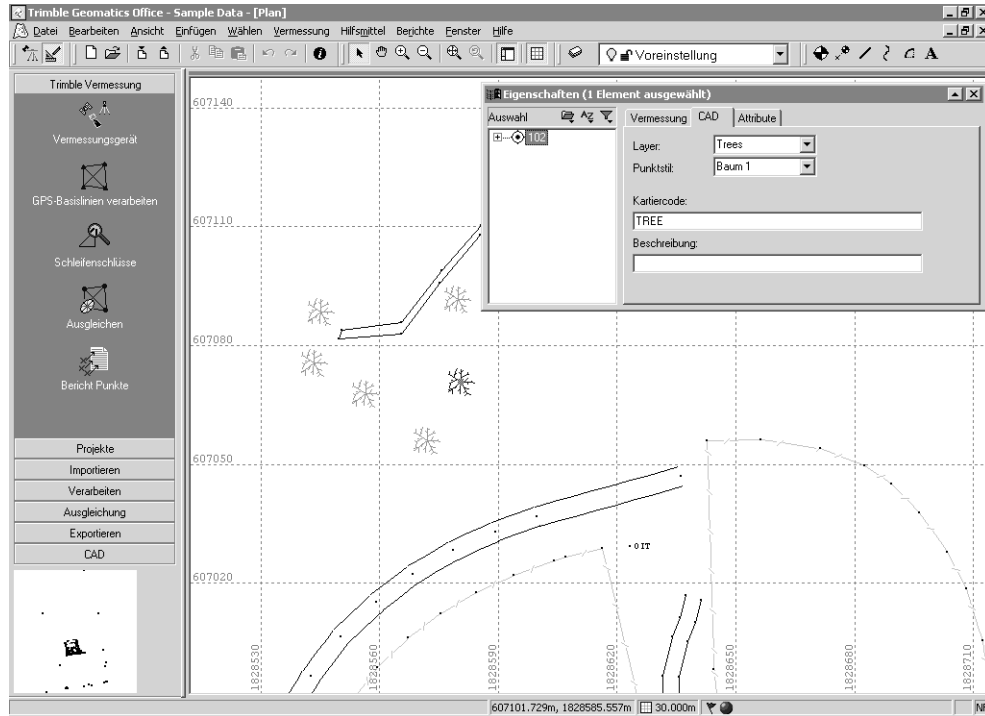 Trimble Geomatics Office - Sample Data - [Plan]
Datei Bearbeiten Ansicht Einfügen Wählen Vermessung Hilfsmittel Berichte Fenster Hilfe
Voreinstellung
A
Trimble Vermessung
Vermessungsgerät
GPS-Basislinien verarbeiten
Schleifenschlüsse
Ausgleichen
Bericht Punkte
Projekte
Importieren
Verarbeiten
Ausgleichung
Exportieren
CAD
Eigenschaften (1 Element ausgewählt)
Auswahl
102
Vermessung CAD Attribute
Layer: Trees
Punktstil: Baum 1
Kartiercode:
TREE
Beschreibung:
607140
607110
607080
607050
607020
OIT
1828530
1828560
1828590
1828620
1828650
1828680
1828710
607101.729m, 1828585.557m 30.000m